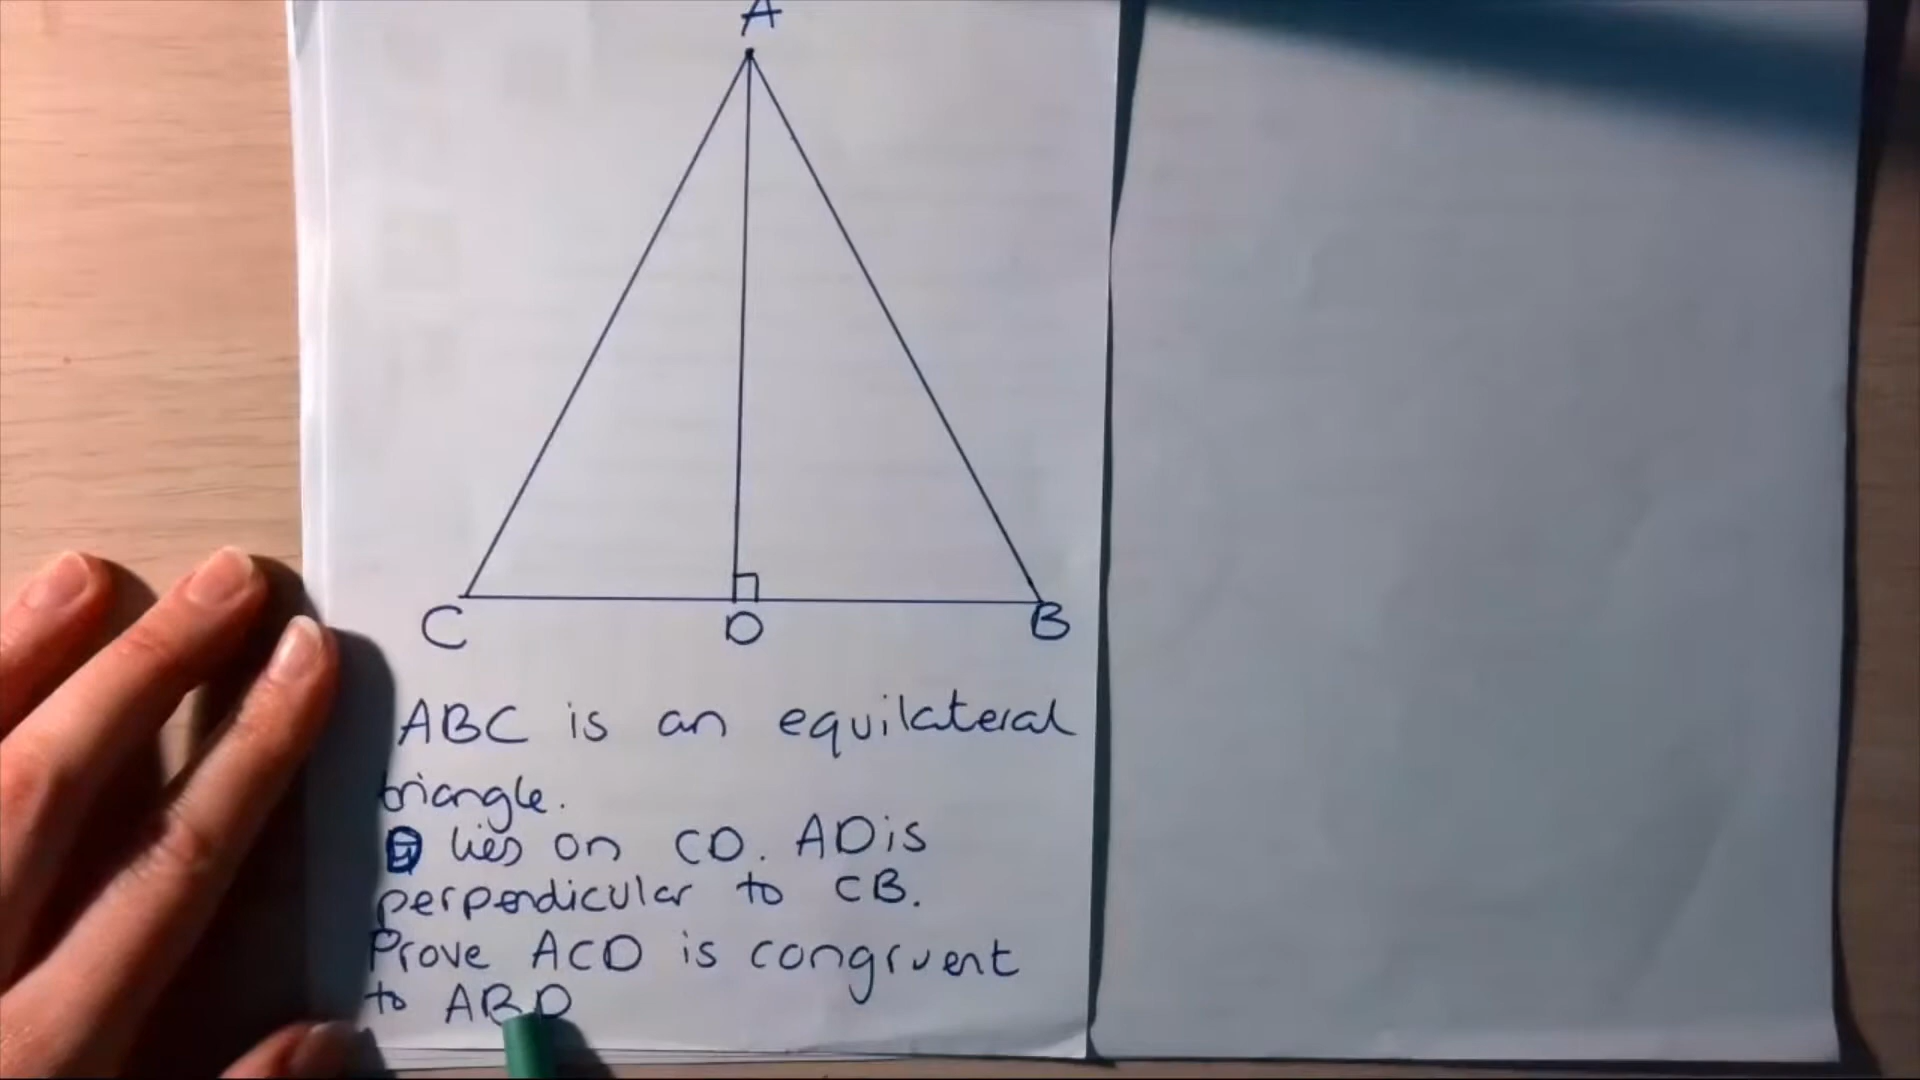 A
C D B
ABC is an equilateral
triangle.
D lies on CD. AD is
perpendicular to CB.
Prove ACD is congruent
to ABD